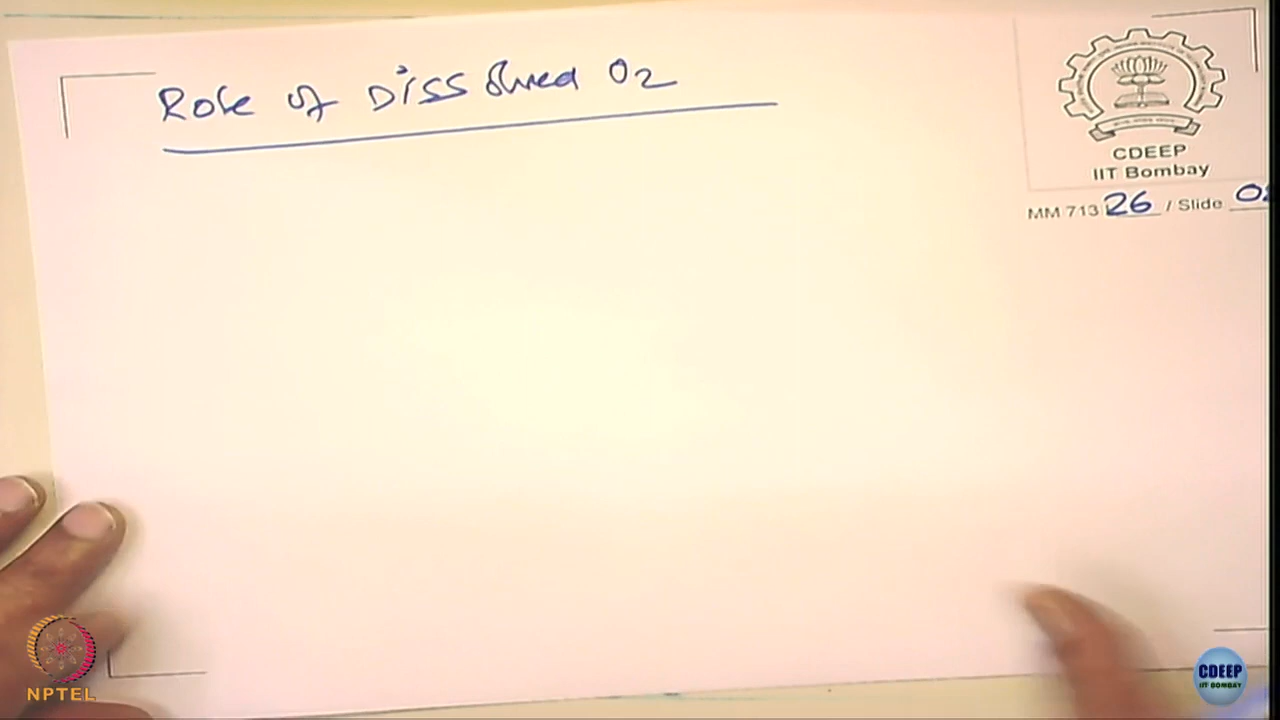 Role of Dissolved O2
CDEEP
IIT Bombay
MM 713 26 / Slide
NPTEL
CDEEP
IIT BOMBAY